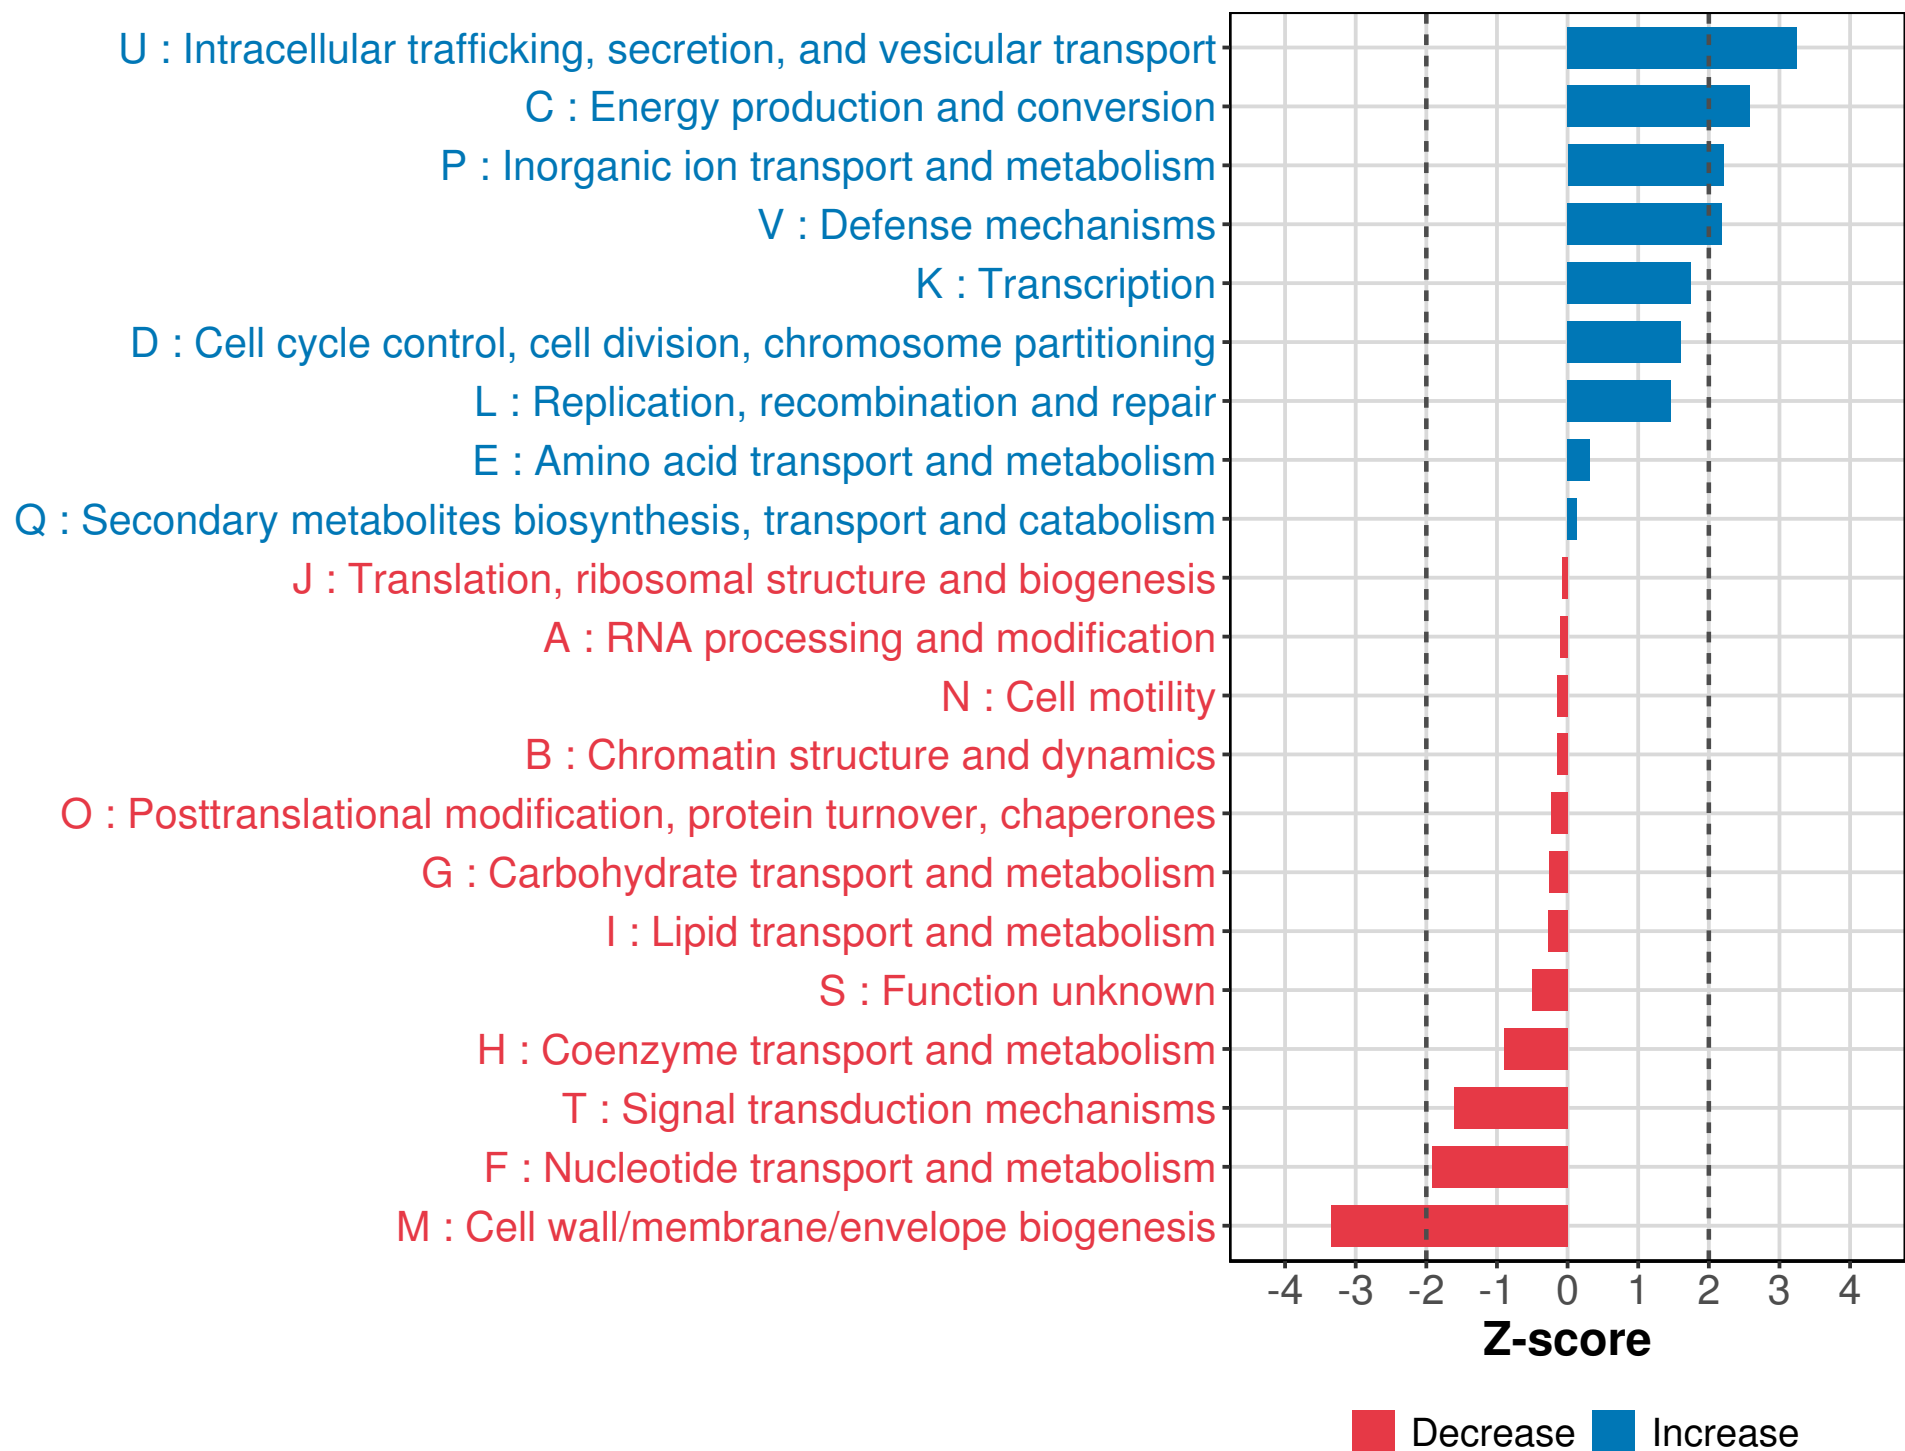 U : Intracellular trafficking, secretion, and vesicular transport
C : Energy production and conversion
P : Inorganic ion transport and metabolism
V : Defense mechanisms
K : Transcription
D : Cell cycle control, cell division, chromosome partitioning
L : Replication, recombination and repair
E : Amino acid transport and metabolism
Q : Secondary metabolites biosynthesis, transport and catabolism
J : Translation, ribosomal structure and biogenesis
A : RNA processing and modification
N : Cell motility
B : Chromatin structure and dynamics
O : Posttranslational modification, protein turnover, chaperones
G : Carbohydrate transport and metabolism
I : Lipid transport and metabolism
S : Function unknown
H : Coenzyme transport and metabolism
T : Signal transduction mechanisms
F : Nucleotide transport and metabolism
M : Cell wall/membrane/envelope biogenesis
-4 -3 -2 -1 0 1 2 3 4
Z-score
Decrease Increase